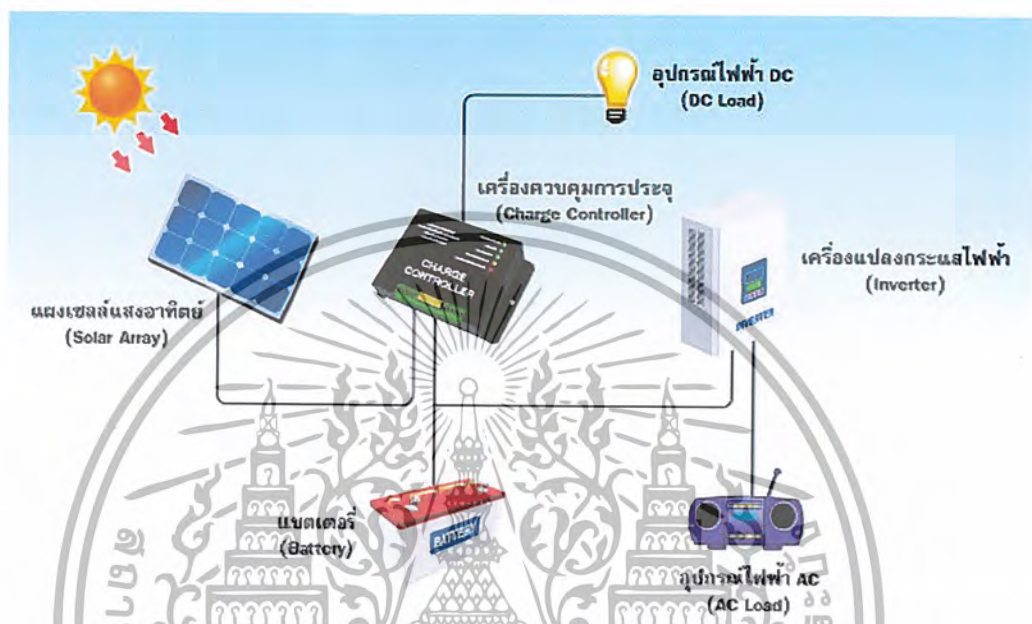 อุปกรณ์ไฟฟ้า DC
(DC Load)
เครื่องควบคุมการประจุ
(Charge Controller)
CHARGE
CONTROLLER
เครื่องแปลงกระแสไฟฟ้า
(Inverter)
INVERTER
แผงเซลล์แสงอาทิตย์
(Solar Array)
แบตเตอรี่
(Battery)
BATTERY
อุปกรณ์ไฟฟ้า AC
(AC Load)